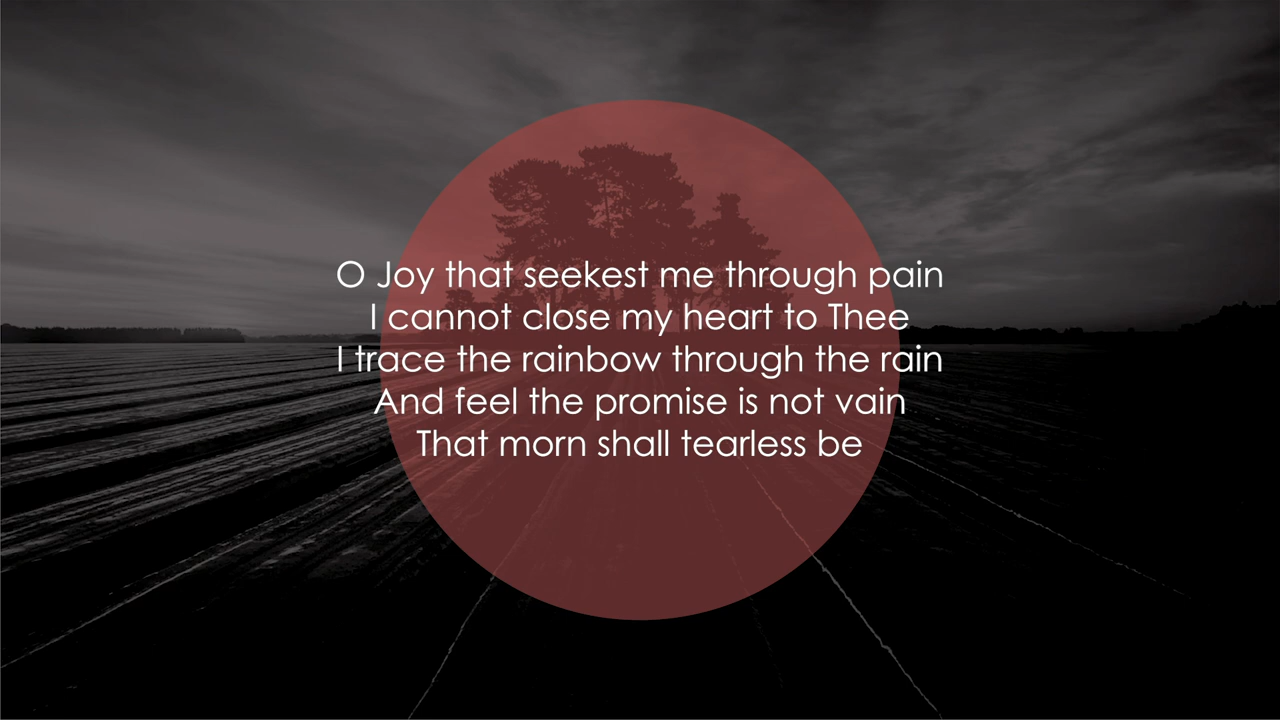 O Joy that seekest me through pain
I cannot close my heart to Thee
I trace the rainbow through the rain
And feel the promise is not vain
That morn shall tearless be